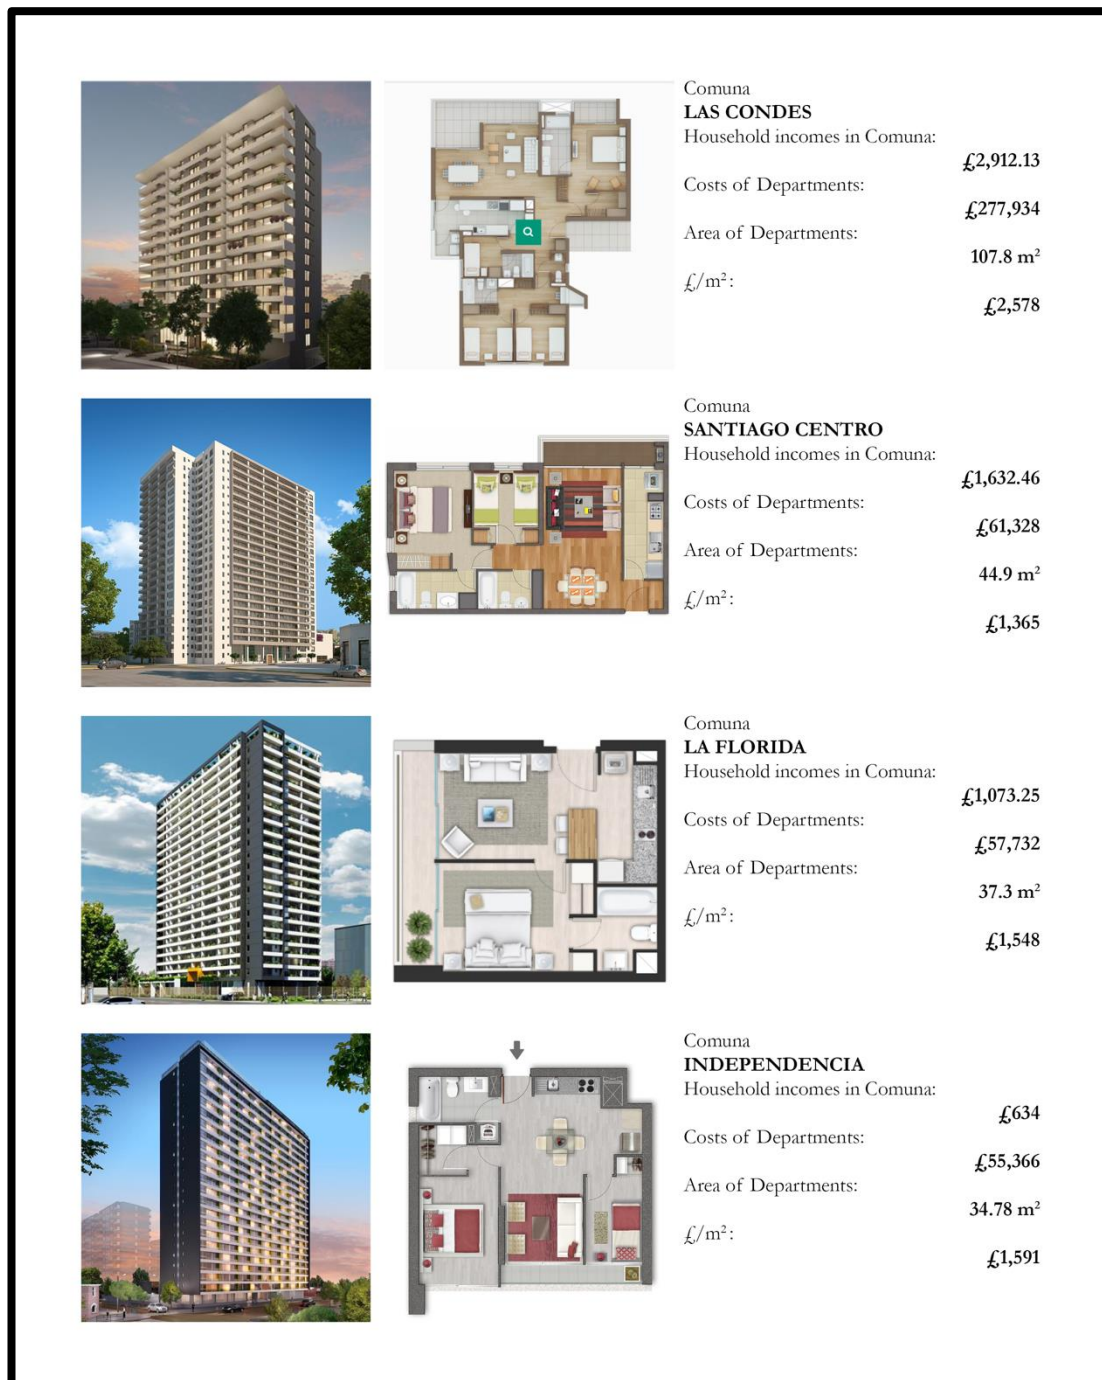 Comuna
LAS CONDES
Household incomes in Comuna:
£2,912.13
Costs of Departments:
£277,934
Area of Departments:
107.8 m²
£/m²:
£2,578
Comuna
SANTIAGO CENTRO
Household incomes in Comuna:
£1,632.46
Costs of Departments:
£61,328
Area of Departments:
44.9 m²
£/m²:
£1,365
Comuna
LA FLORIDA
Household incomes in Comuna:
£1,073.25
Costs of Departments:
£57,732
Area of Departments:
37.3 m²
£/m²:
£1,548
Comuna
INDEPENDENCIA
Household incomes in Comuna:
£634
Costs of Departments:
£55,366
Area of Departments:
34.78 m²
£/m²:
£1,591